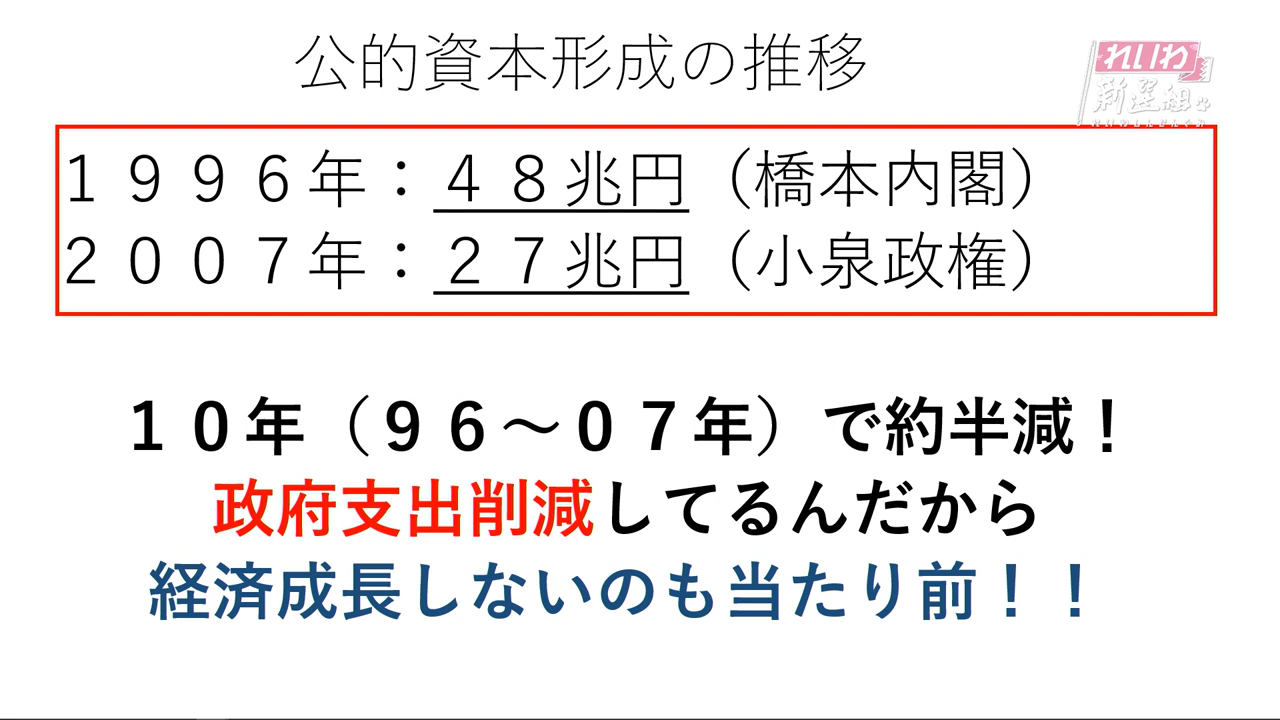 公的資本形成の推移
れいわ
新選組
１９９６年：４８兆円（橋本内閣）
２００７年：２７兆円（小泉政権）
１０年（９６～０７年）で約半減！
政府支出削減してるんだから
経済成長しないのも当たり前！！